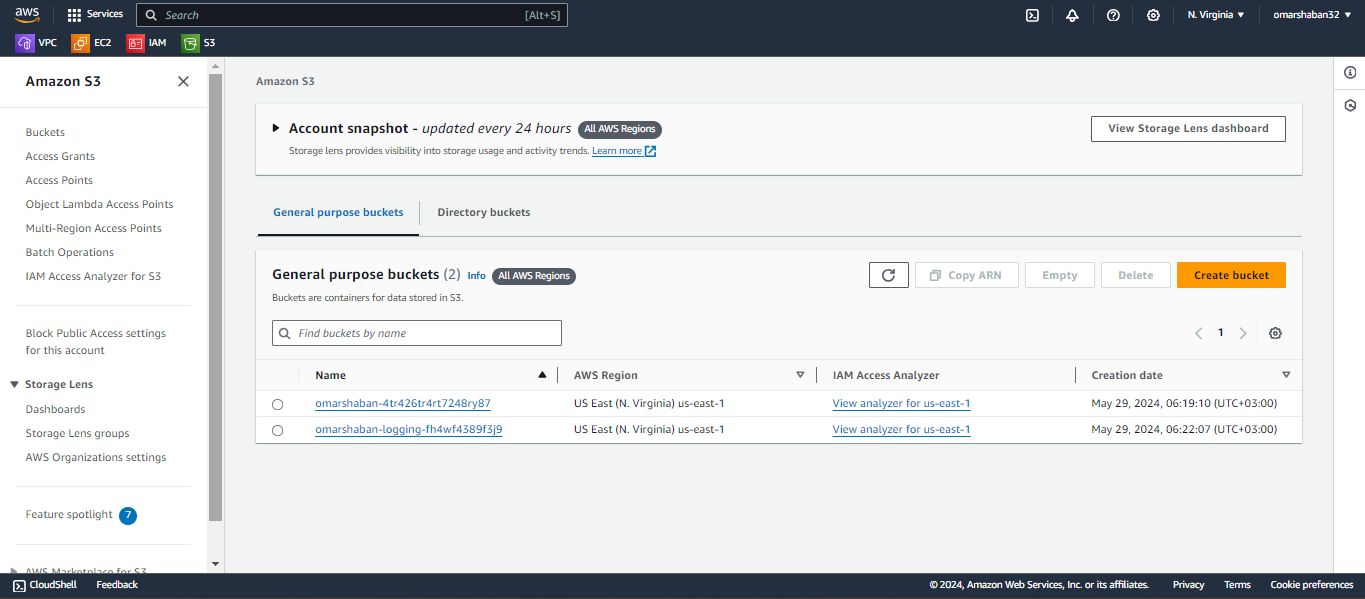 aws Services Search [Alt+S] N. Virginia omarshaban32
VPC EC2 IAM S3
Amazon S3
Buckets
Access Grants
Access Points
Object Lambda Access Points
Multi-Region Access Points
Batch Operations
IAM Access Analyzer for S3
Block Public Access settings
for this account
Storage Lens
Dashboards
Storage Lens groups
AWS Organizations settings
Feature spotlight 7
AWS Marketplace for S3
Amazon S3
Account snapshot - updated every 24 hours All AWS Regions View Storage Lens dashboard
Storage lens provides visibility into storage usage and activity trends. Learn more
General purpose buckets Directory buckets
General purpose buckets (2) Info All AWS Regions Copy ARN Empty Delete Create bucket
Buckets are containers for data stored in S3.
Find buckets by name 1
Name AWS Region IAM Access Analyzer Creation date
omarshaban-4tr426tr4rt7248ry87 US East (N. Virginia) us-east-1 View analyzer for us-east-1 May 29, 2024, 06:19:10 (UTC+03:00)
omarshaban-logging-fh4wf4389f3j9 US East (N. Virginia) us-east-1 View analyzer for us-east-1 May 29, 2024, 06:22:07 (UTC+03:00)
CloudShell Feedback © 2024, Amazon Web Services, Inc. or its affiliates. Privacy Terms Cookie preferences